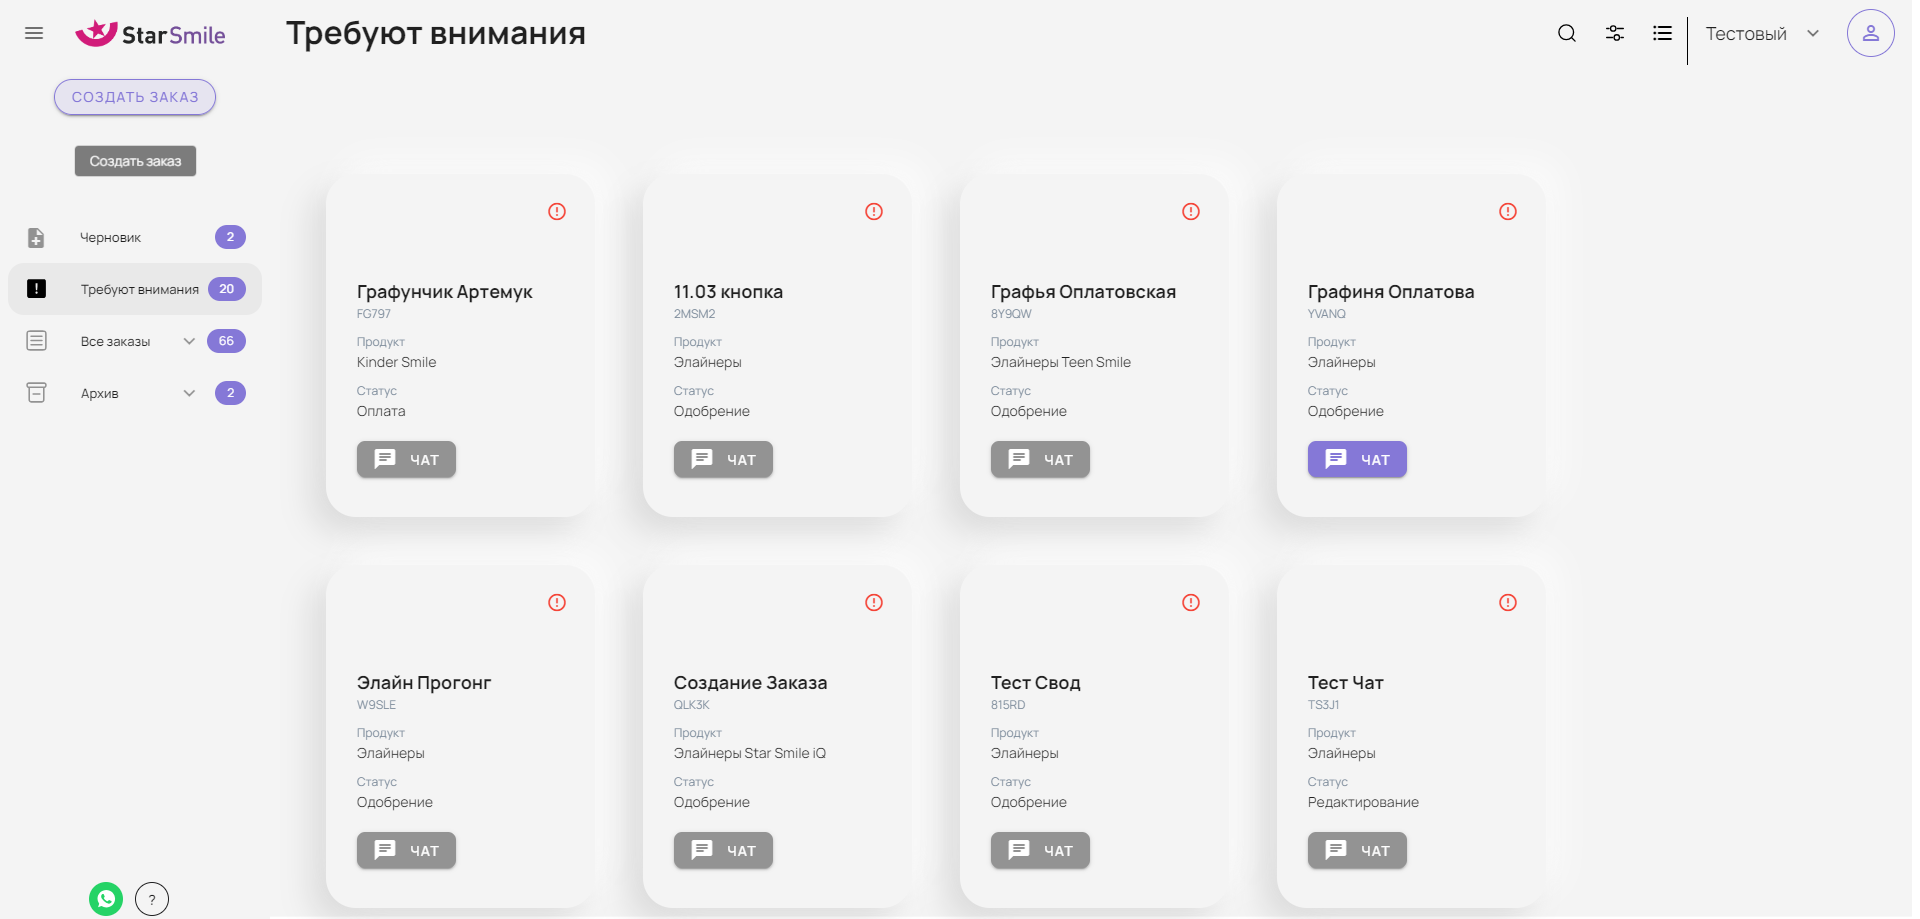 StarSmile
Требуют внимания
Тестовый
СОЗДАТЬ ЗАКАЗ
Создать заказ
Черновик 2
Требуют внимания 20
Все заказы 66
Архив 2
Графунчик Артемук
FG797
Продукт
Kinder Smile
Статус
Оплата
ЧАТ
11.03 кнопка
2MSM2
Продукт
Элайнеры
Статус
Одобрение
ЧАТ
Графья Оплатовская
8Y9QW
Продукт
Элайнеры Teen Smile
Статус
Одобрение
ЧАТ
Графиня Оплатова
YVANQ
Продукт
Элайнеры
Статус
Одобрение
ЧАТ
Элайн Прогонг
W9SLE
Продукт
Элайнеры
Статус
Одобрение
ЧАТ
Создание Заказа
QLK3K
Продукт
Элайнеры Star Smile iQ
Статус
Одобрение
ЧАТ
Тест Свод
815RD
Продукт
Элайнеры
Статус
Одобрение
ЧАТ
Тест Чат
TS3J1
Продукт
Элайнеры
Статус
Редактирование
ЧАТ
?